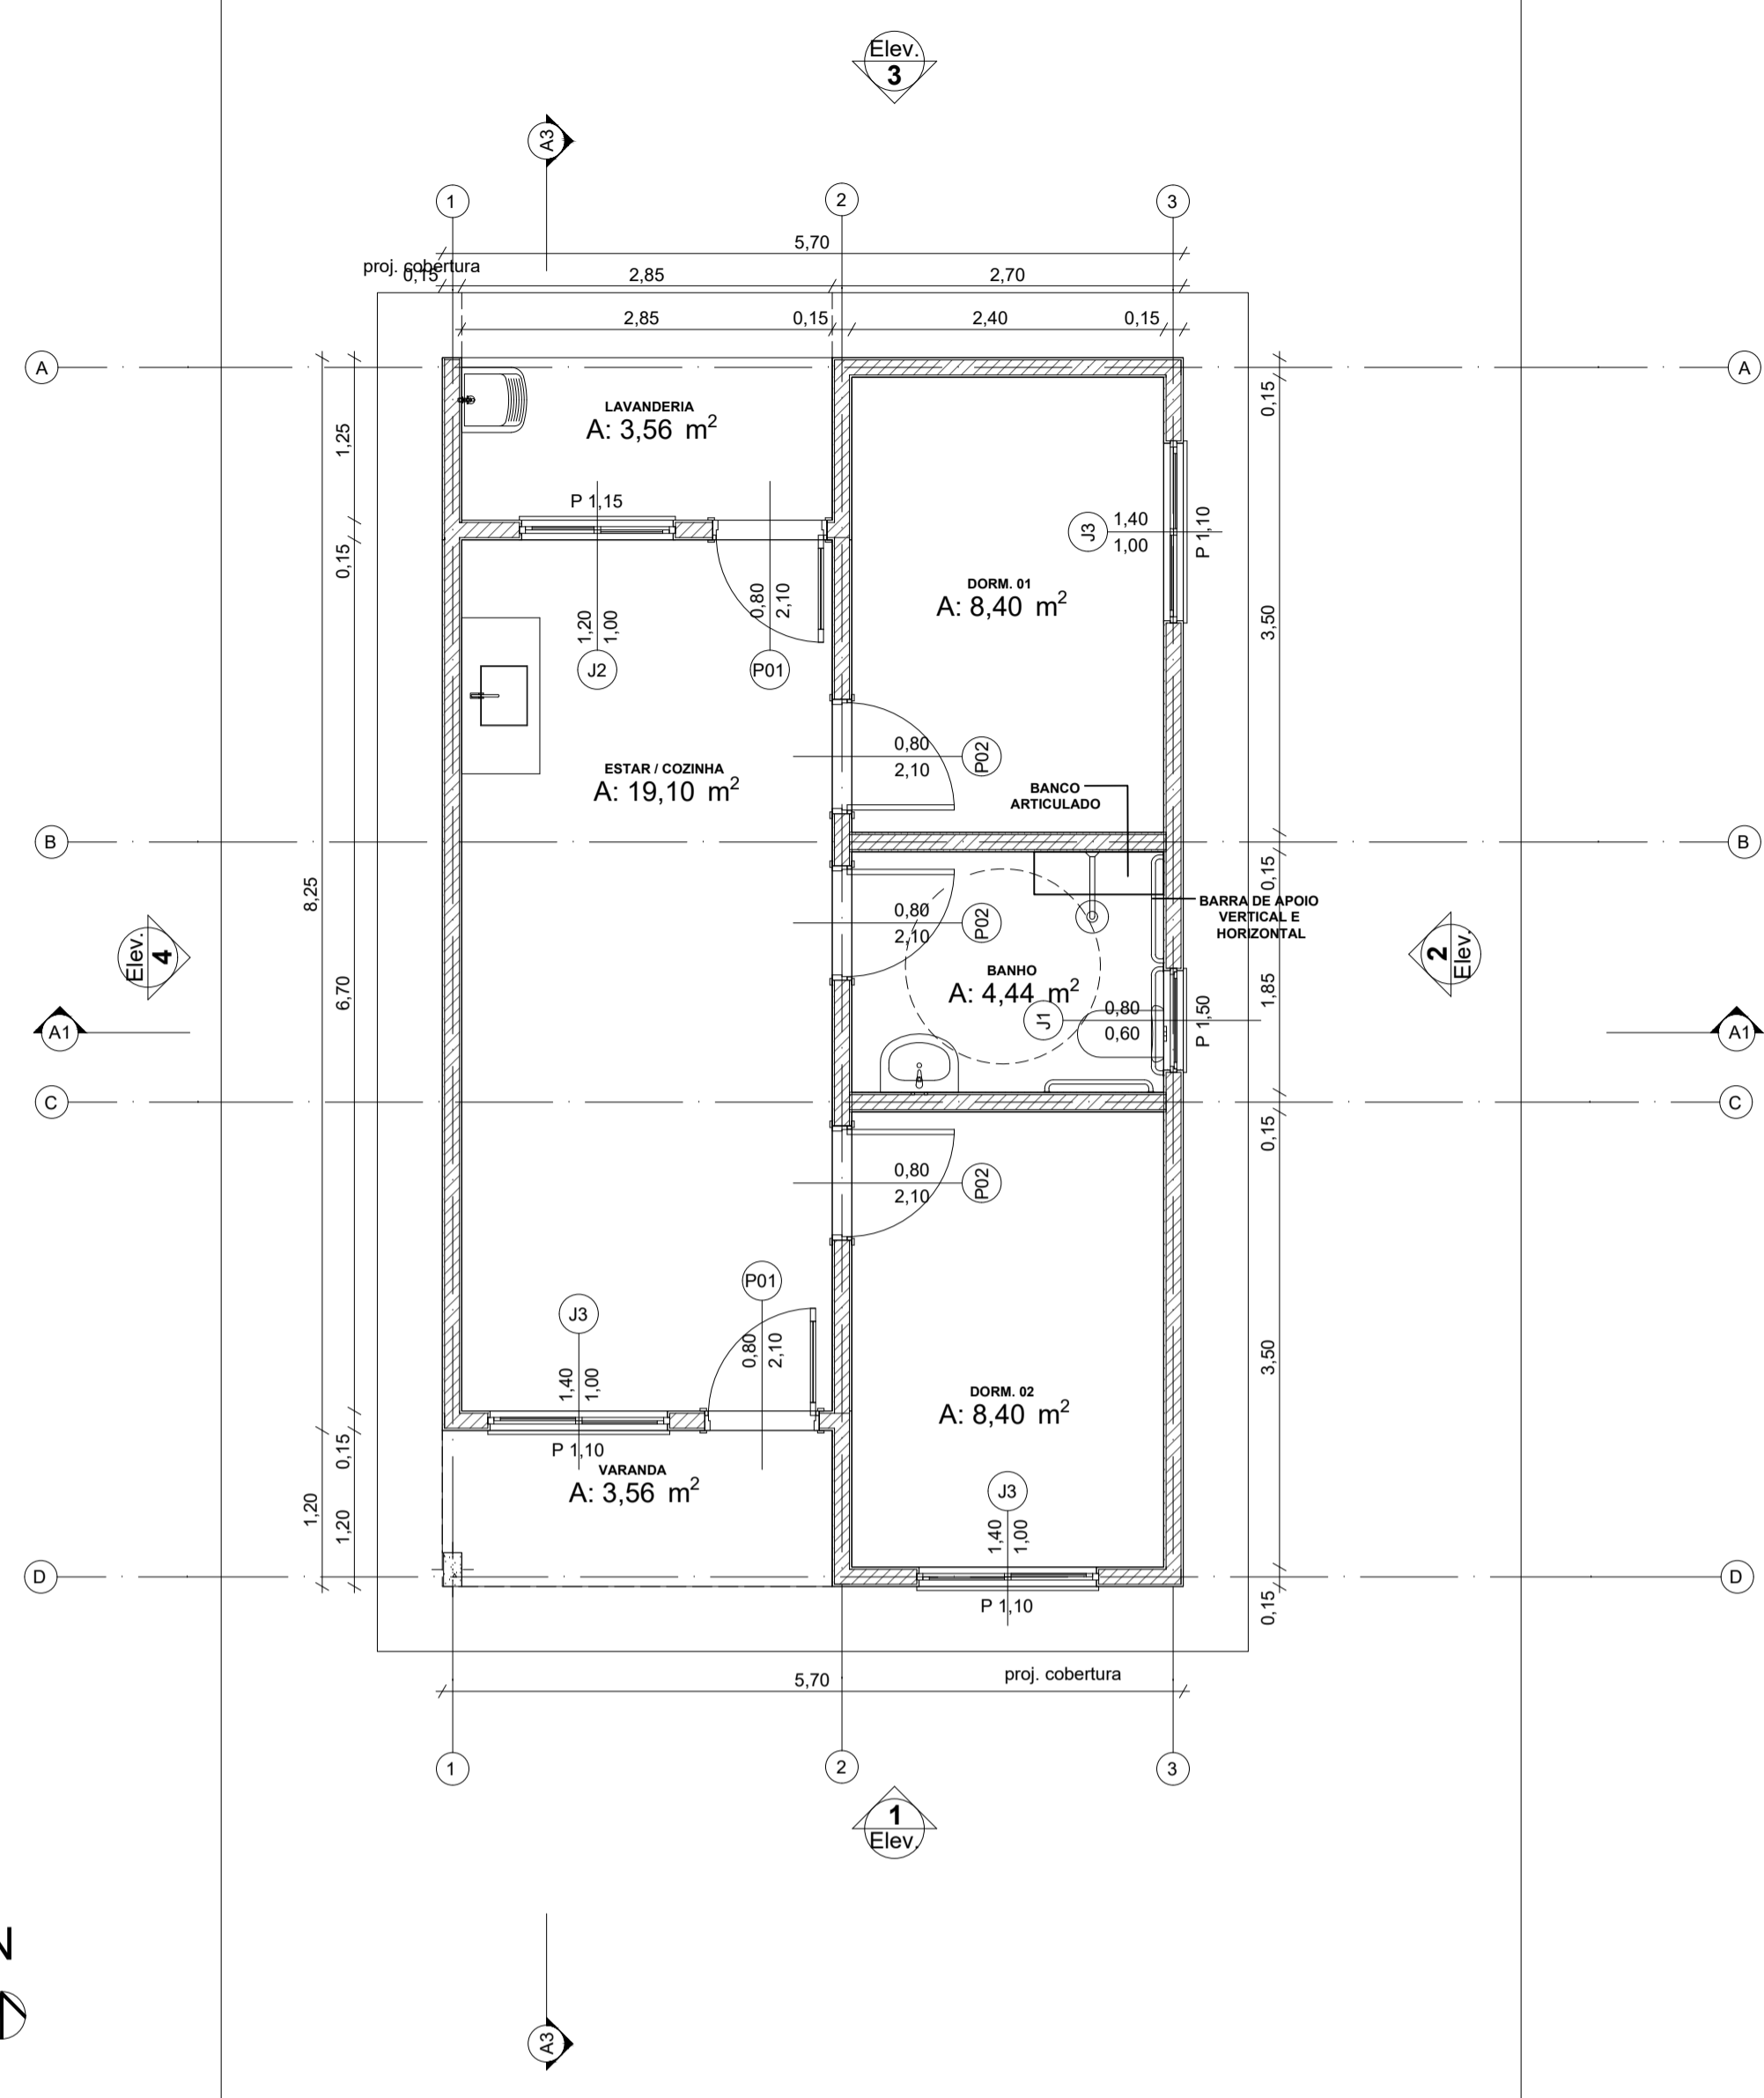 Elev.
3
A3
1
2
3
5,70
proj. cobertura
0,15
2,85
2,70
2,85
0,15
2,40
0,15
A
A
0,15
LAVANDERIA
A: 3,56 m²
1,25
P 1,15
J3
1,40
1,00
P 1,10
0,15
DORM. 01
A: 8,40 m²
0,80
2,10
1,20
1,00
3,50
J2
P01
0,80
2,10
P02
ESTAR / COZINHA
A: 19,10 m²
BANCO
ARTICULADO
B
B
0,15
8,25
BARRA DE APOIO
VERTICAL E
HORIZONTAL
0,80
2,10
P02
Elev.
4
2
Elev.
BANHO
A: 4,44 m²
6,70
1,85
J1
0,80
0,60
P 1,50
A1
A1
C
C
0,15
0,80
2,10
P02
P01
J3
0,80
2,10
1,40
1,00
3,50
DORM. 02
A: 8,40 m²
P 1,10
0,15
VARANDA
A: 3,56 m²
J3
1,20
1,20
1,40
1,00
D
D
P 1,10
0,15
proj. cobertura
5,70
1
2
3
1
Elev.
N
A3